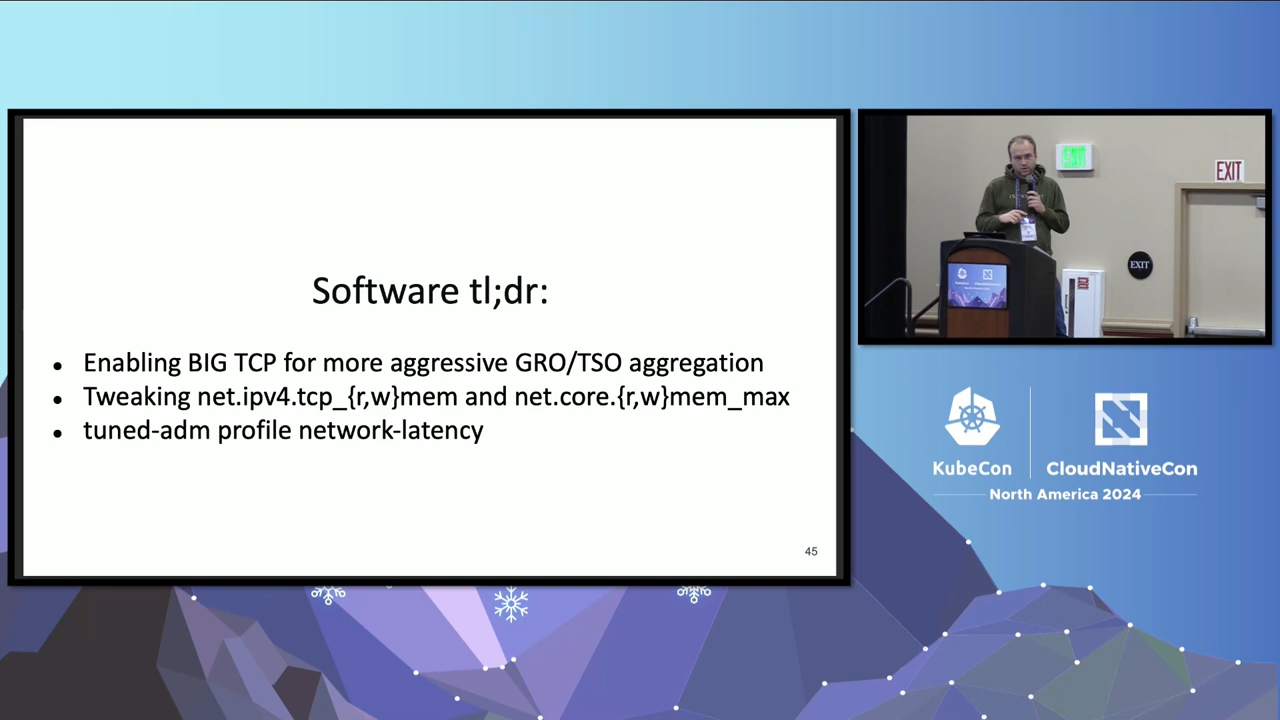 Software tl;dr:
• Enabling BIG TCP for more aggressive GRO/TSO aggregation
• Tweaking net.ipv4.tcp_{r,w}mem and net.core.{r,w}mem_max
• tuned-adm profile network-latency
45
EXIT
EXIT
KubeCon
CloudNativeCon
North America 2024